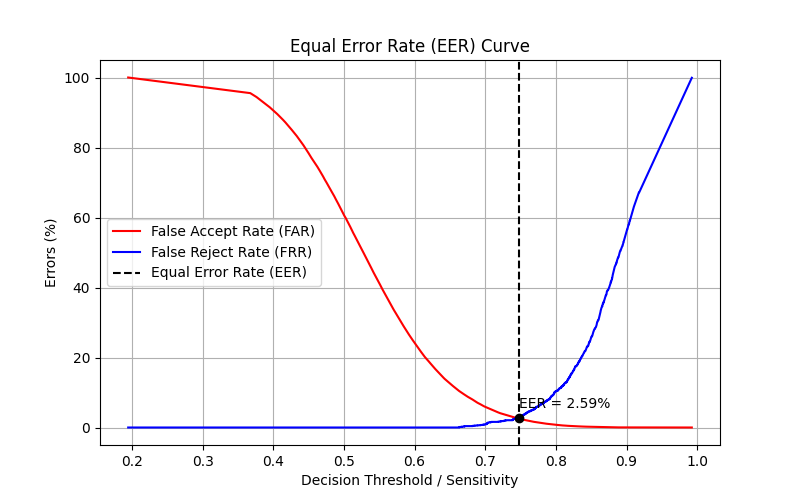 Equal Error Rate (EER) Curve
Errors (%)
100
80
60
40
20
0
False Accept Rate (FAR)
False Reject Rate (FRR)
Equal Error Rate (EER)
EER = 2.59%
0.2 0.3 0.4 0.5 0.6 0.7 0.8 0.9 1.0
Decision Threshold / Sensitivity